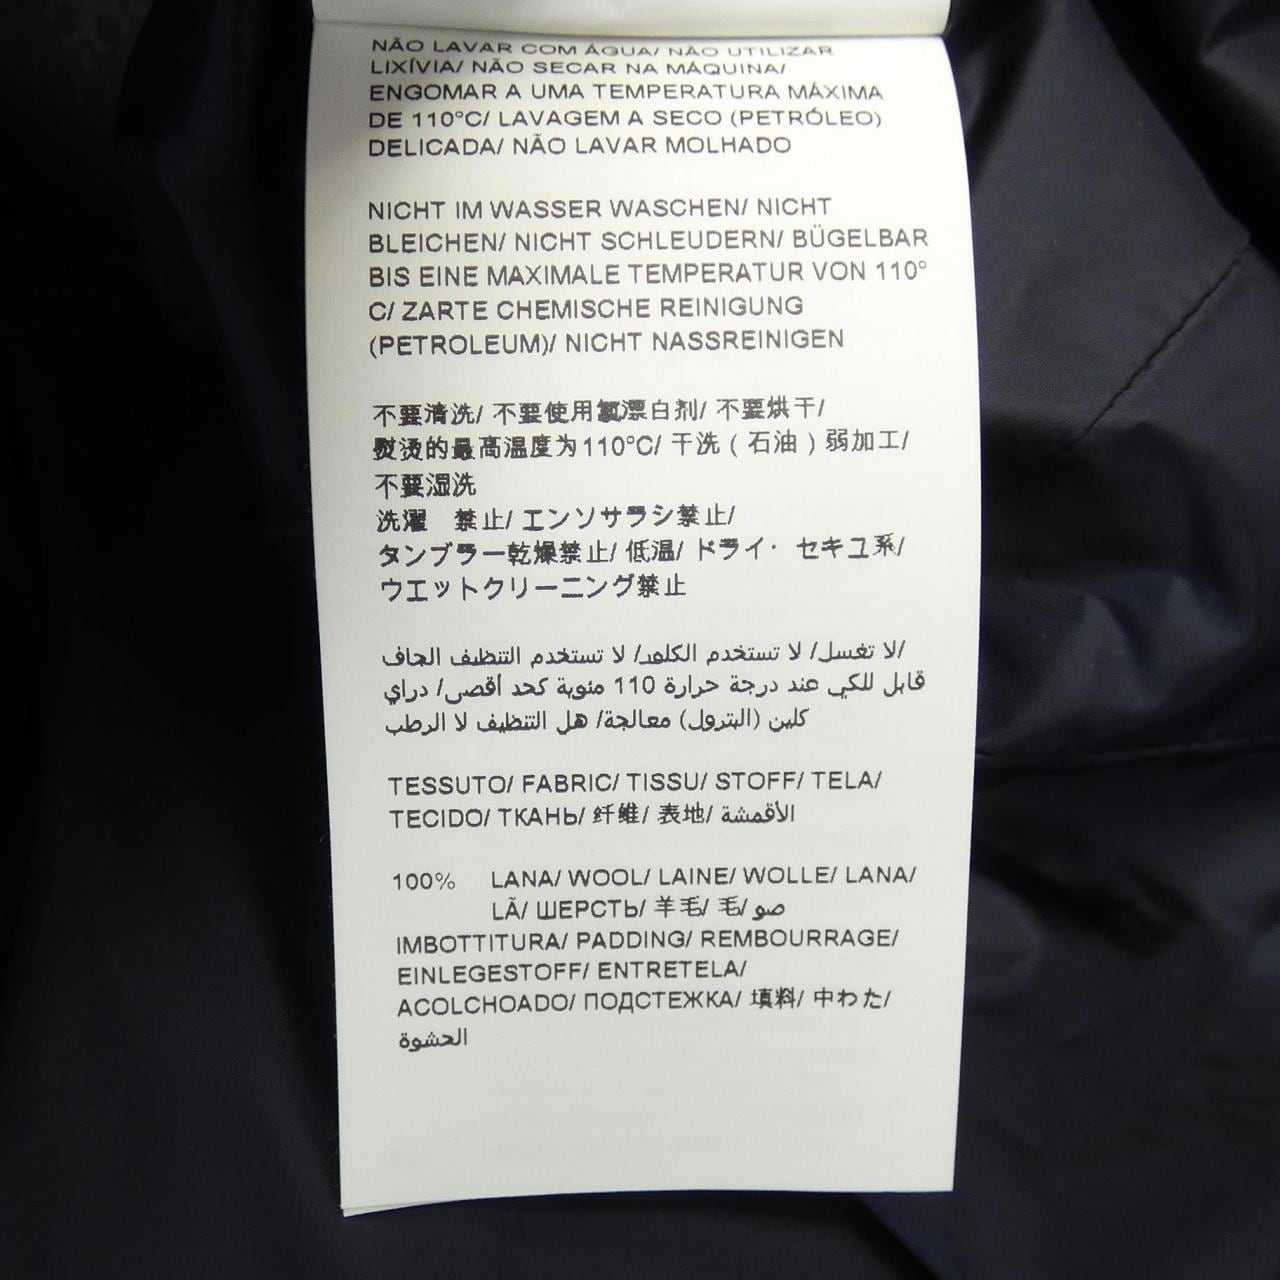 NÃO LAVAR COM ÁGUA/ NÃO UTILIZAR
LIXÍVIA/ NÃO SECAR NA MÁQUINA/
ENGOMAR A UMA TEMPERATURA MÁXIMA
DE 110°C/ LAVAGEM A SECO (PETRÓLEO)
DELICADA/ NÃO LAVAR MOLHADO
NICHT IM WASSER WASCHEN/ NICHT
BLEICHEN/ NICHT SCHLEUDERN/ BÜGELBAR
BIS EINE MAXIMALE TEMPERATUR VON 110°
C/ ZARTE CHEMISCHE REINIGUNG
(PETROLEUM)/ NICHT NASSREINIGEN
不要清洗/ 不要使用氯漂白剂/ 不要烘干/
熨烫的最高温度为110°C/ 干洗 ( 石油 ) 弱加工/
不要湿洗
洗濯　禁止/ エンソサラシ禁止/
タンブラー乾燥禁止/ 低温/ ドライ· セキユ系/
ウエットクリーニング禁止
لا تغسل/ لا تستخدم الكلور/ لا تستخدم التنظيف الجاف/
قابل للكي عند درجة حرارة 110 مئوية كحد أقصى/ دراي
كلين (البترول) معالجة/ هل التنظيف لا الرطب
TESSUTO/ FABRIC/ TISSU/ STOFF/ TELA/
TECIDO/ ТКАНЬ/ 纤维/ 表地/ الأقمشة
100% LANA/ WOOL/ LAINE/ WOLLE/ LANA/
LÃ/ ШЕРСТЬ/ 羊毛/ 毛/ صو
IMBOTTITURA/ PADDING/ REMBOURRAGE/
EINLEGESTOFF/ ENTRETELA/
ACOLCHOADO/ ПОДСТЕЖКА/ 填料/ 中わた/
الحشوة